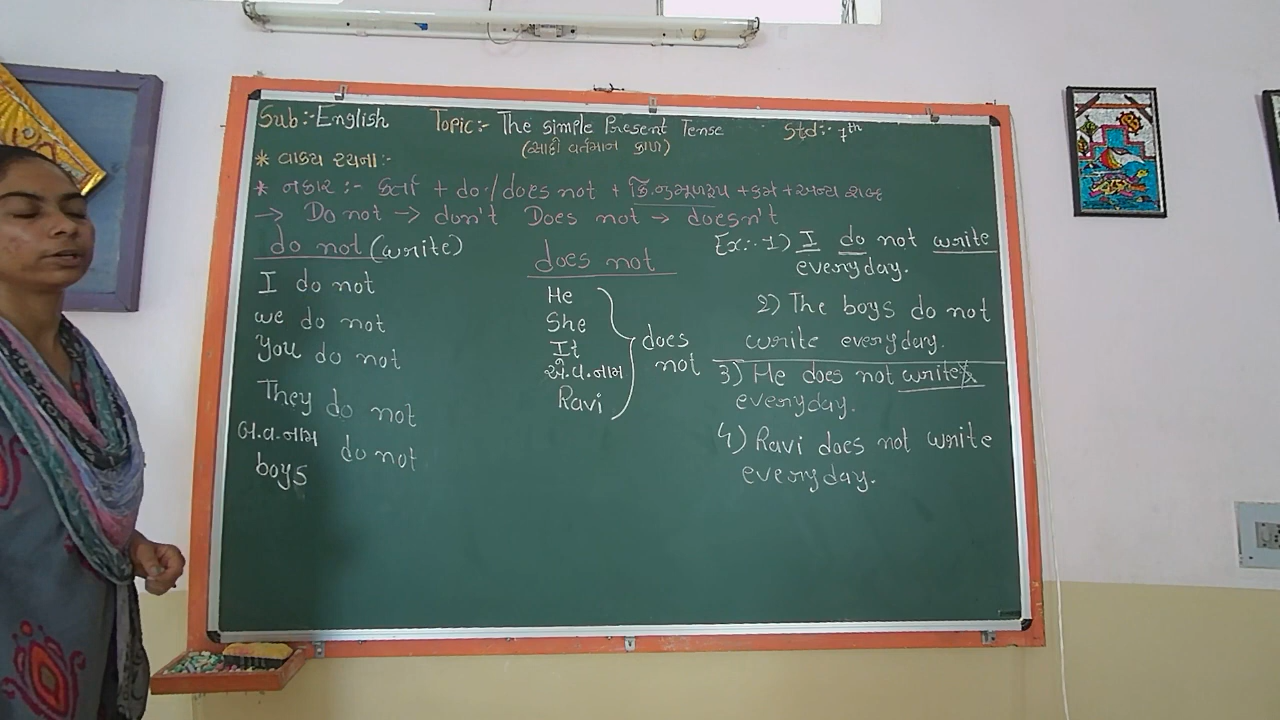 Sub:- English Topic:- The simple Present Tense Std:- 7th
(સાદો વર્તમાન કાળ)
* વાક્ય રચના :-
* નકાર :- કર્તા + do / does not + ક્રિ.નું મૂળરૂપ + કર્મ + અન્ય શબ્દ
→ Do not → don't Does not → doesn't
do not (write)
I do not
we do not
You do not
They do not
બ.વ.નામ do not
boys
does not
He
She
It
એ.વ.નામ
Ravi
does
not
Ex:- 1) I do not write
everyday.
2) The boys do not
write everyday.
3) He does not write
everyday.
4) Ravi does not write
everyday.